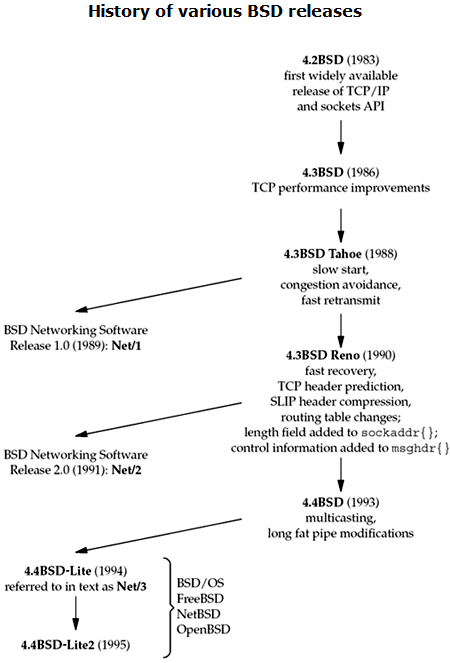 History of various BSD releases
4.2BSD (1983)
first widely available
release of TCP/IP
and sockets API
4.3BSD (1986)
TCP performance improvements
4.3BSD Tahoe (1988)
slow start,
congestion avoidance,
fast retransmit
BSD Networking Software
Release 1.0 (1989): Net/1
4.3BSD Reno (1990)
fast recovery,
TCP header prediction,
SLIP header compression,
routing table changes;
length field added to sockaddr{};
control information added to msghdr{}
BSD Networking Software
Release 2.0 (1991): Net/2
4.4BSD (1993)
multicasting,
long fat pipe modifications
4.4BSD-Lite (1994)
referred to in text as Net/3
4.4BSD-Lite2 (1995)
BSD/OS
FreeBSD
NetBSD
OpenBSD